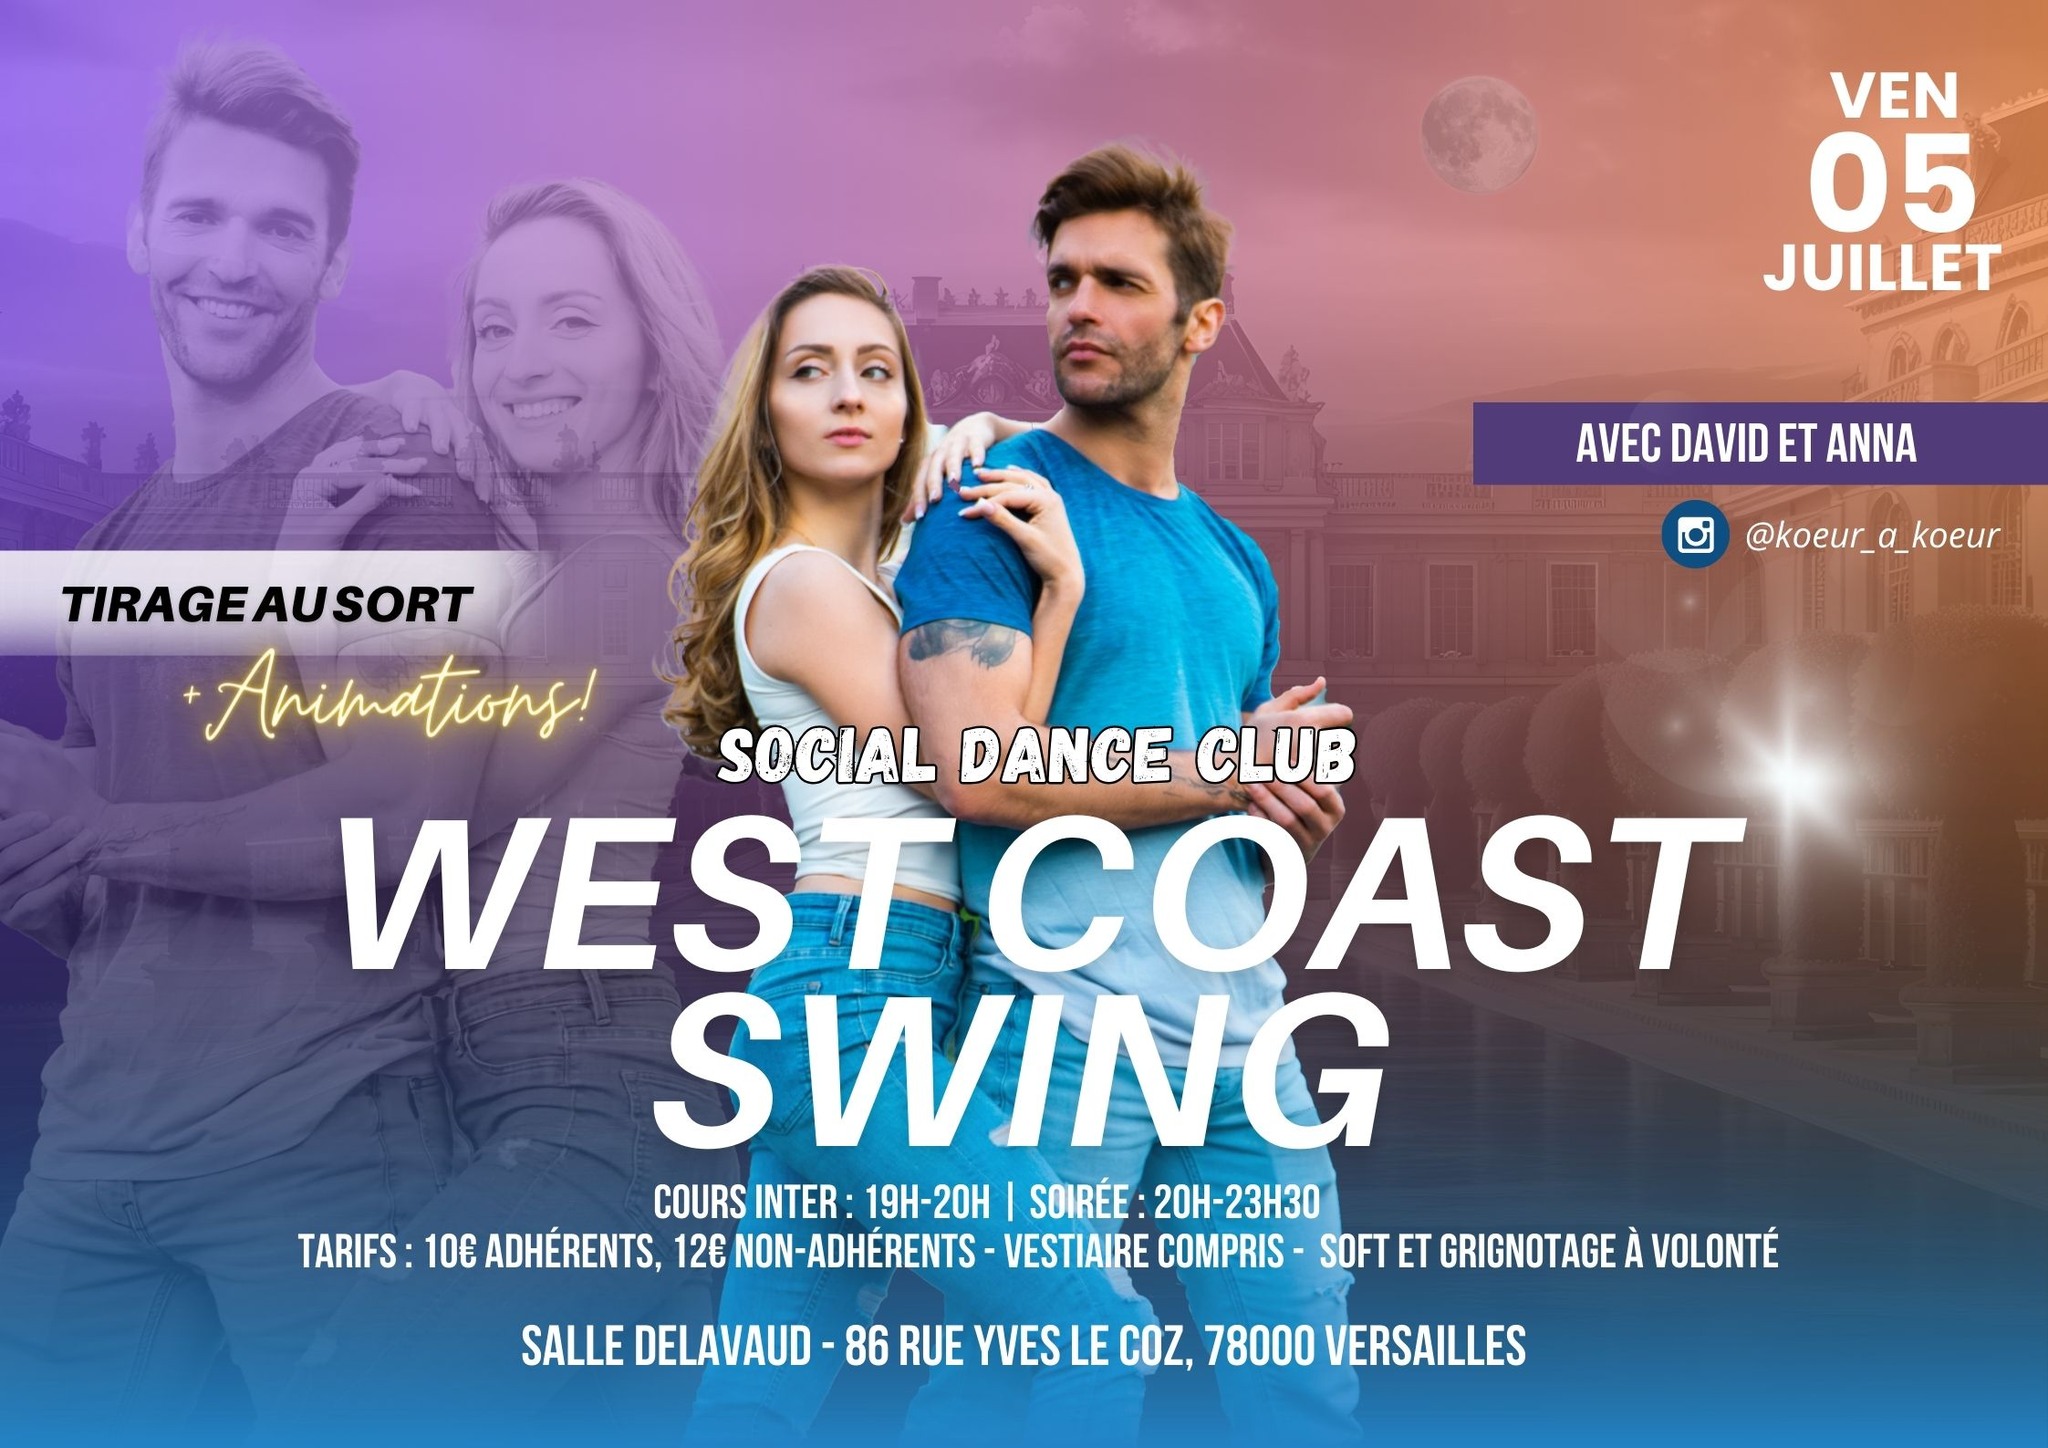 VEN
05
JUILLET
AVEC DAVID ET ANNA
@koeur_a_koeur
TIRAGE AU SORT
+ Animations!
SOCIAL DANCE CLUB
WEST COAST
SWING
COURS INTER : 19H-20H | SOIRÉE : 20H-23H30
TARIFS : 10€ ADHÉRENTS, 12€ NON-ADHÉRENTS - VESTIAIRE COMPRIS - SOFT ET GRIGNOTAGE À VOLONTÉ
SALLE DELAVAUD - 86 RUE YVES LE COZ, 78000 VERSAILLES